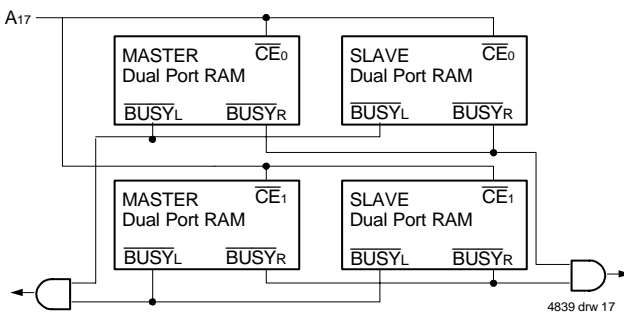 A17
MASTER
Dual Port RAM
CE0
BUSYL BUSYR
SLAVE
Dual Port RAM
CE0
BUSYL BUSYR
MASTER
Dual Port RAM
CE1
BUSYL BUSYR
SLAVE
Dual Port RAM
CE1
BUSYL BUSYR
4839 drw 17